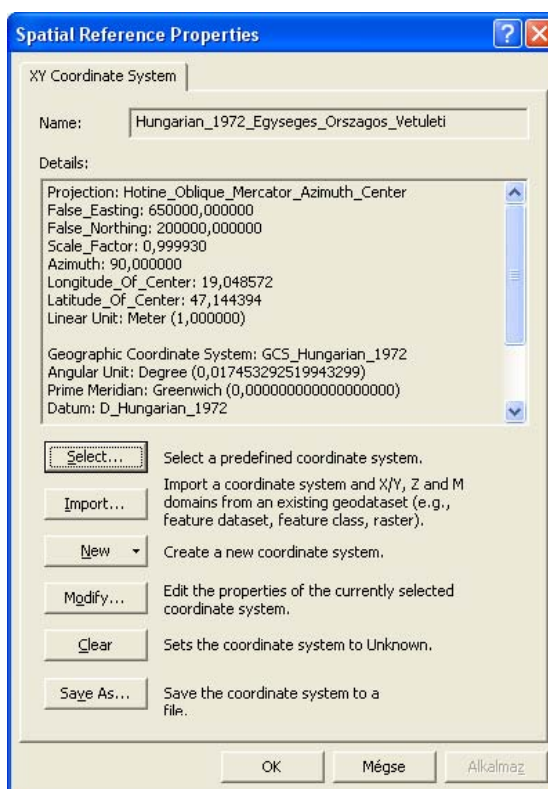 Spatial Reference Properties
XY Coordinate System
Name: Hungarian_1972_Egyseges_Orszagos_Vetuleti
Details:
Projection: Hotine_Oblique_Mercator_Azimuth_Center
False_Easting: 650000,000000
False_Northing: 200000,000000
Scale_Factor: 0,999930
Azimuth: 90,000000
Longitude_Of_Center: 19,048572
Latitude_Of_Center: 47,144394
Linear Unit: Meter (1,000000)
Geographic Coordinate System: GCS_Hungarian_1972
Angular Unit: Degree (0,017453292519943299)
Prime Meridian: Greenwich (0,000000000000000000)
Datum: D_Hungarian_1972
Select... Select a predefined coordinate system.
Import... Import a coordinate system and X/Y, Z and M
domains from an existing geodataset (e.g.,
feature dataset, feature class, raster).
New Create a new coordinate system.
Modify... Edit the properties of the currently selected
coordinate system.
Clear Sets the coordinate system to Unknown.
Save As... Save the coordinate system to a
file.
OK Mégse Alkalmaz